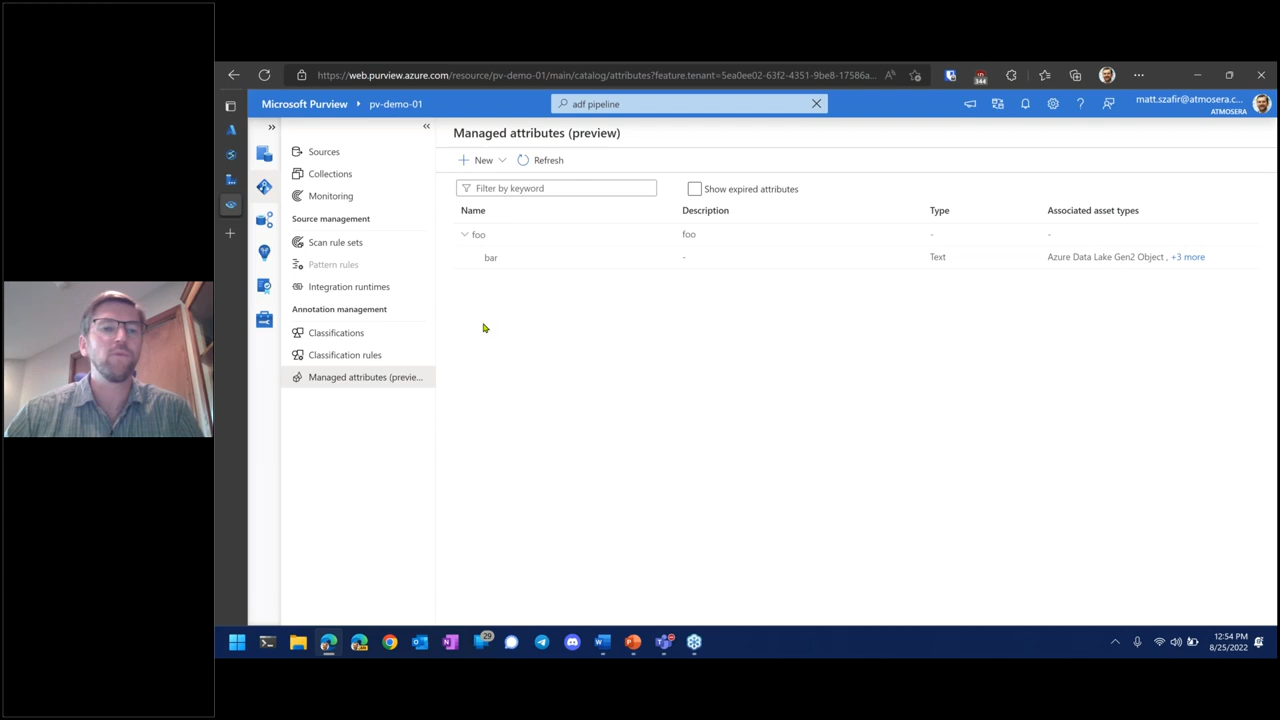 https://web.purview.azure.com/resource/pv-demo-01/main/catalog/attributes?feature.tenant=5ea0ee02-63f2-4351-9be8-17586a...
344
Microsoft Purview
pv-demo-01
adf pipeline
matt.szafir@atmosera.c...
ATMOSERA
Sources
Collections
Monitoring
Source management
Scan rule sets
Pattern rules
Integration runtimes
Annotation management
Classifications
Classification rules
Managed attributes (previe...
Managed attributes (preview)
New
Refresh
Filter by keyword
Show expired attributes
Name Description Type Associated asset types
foo foo - -
bar - Text Azure Data Lake Gen2 Object , +3 more
29
12:54 PM
8/25/2022